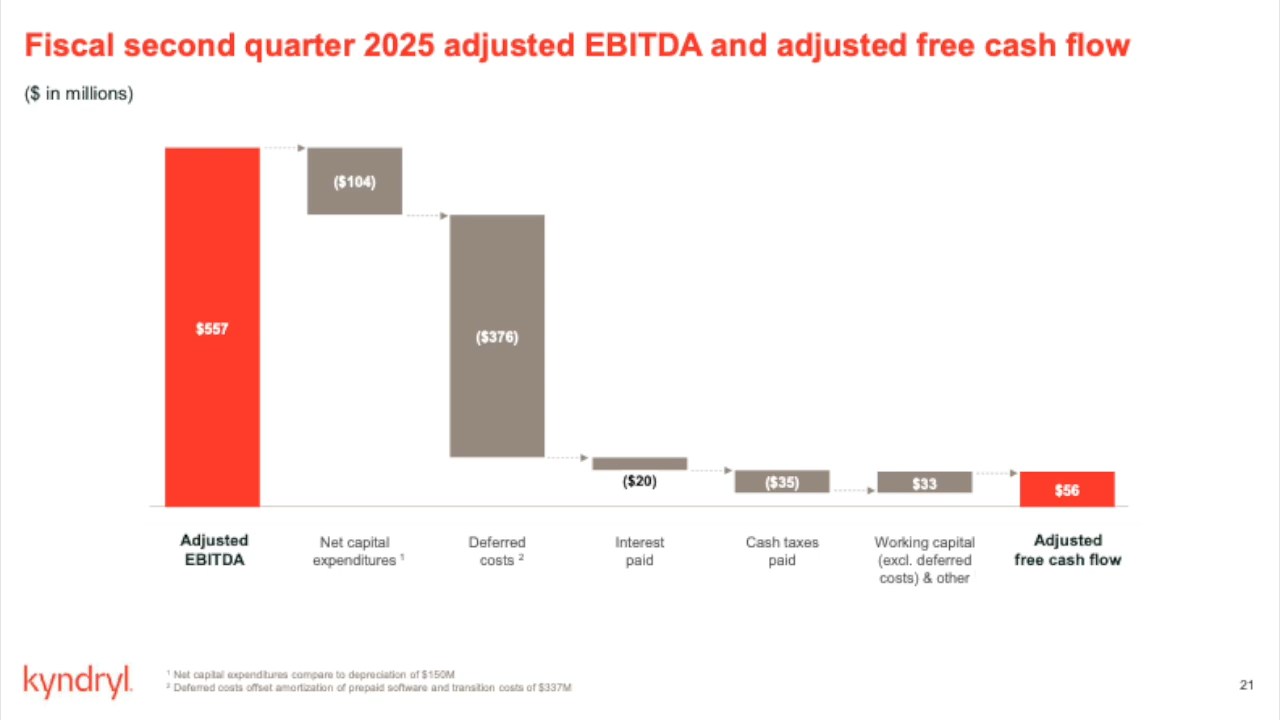 Fiscal second quarter 2025 adjusted EBITDA and adjusted free cash flow
($ in millions)
($104)
$557
($376)
($20)
($35)
$33
$56
Adjusted
EBITDA
Net capital
expenditures ¹
Deferred
costs ²
Interest
paid
Cash taxes
paid
Working capital
(excl. deferred
costs) & other
Adjusted
free cash flow
kyndryl.
¹ Net capital expenditures compare to depreciation of $150M
² Deferred costs offset amortization of prepaid software and transition costs of $337M
21